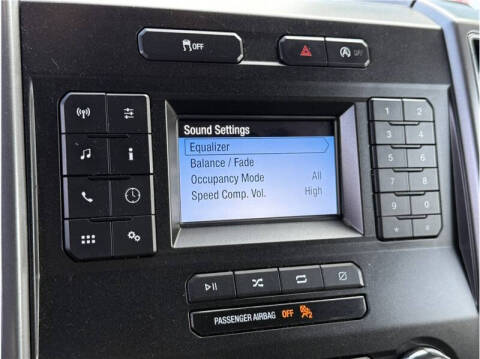 OFF
OFF
Sound Settings
Equalizer
Balance / Fade
Occupancy Mode All
Speed Comp. Vol. High
i
1 2
3 4
5 6
7 8
9 0
* #
PASSENGER AIRBAG OFF 2